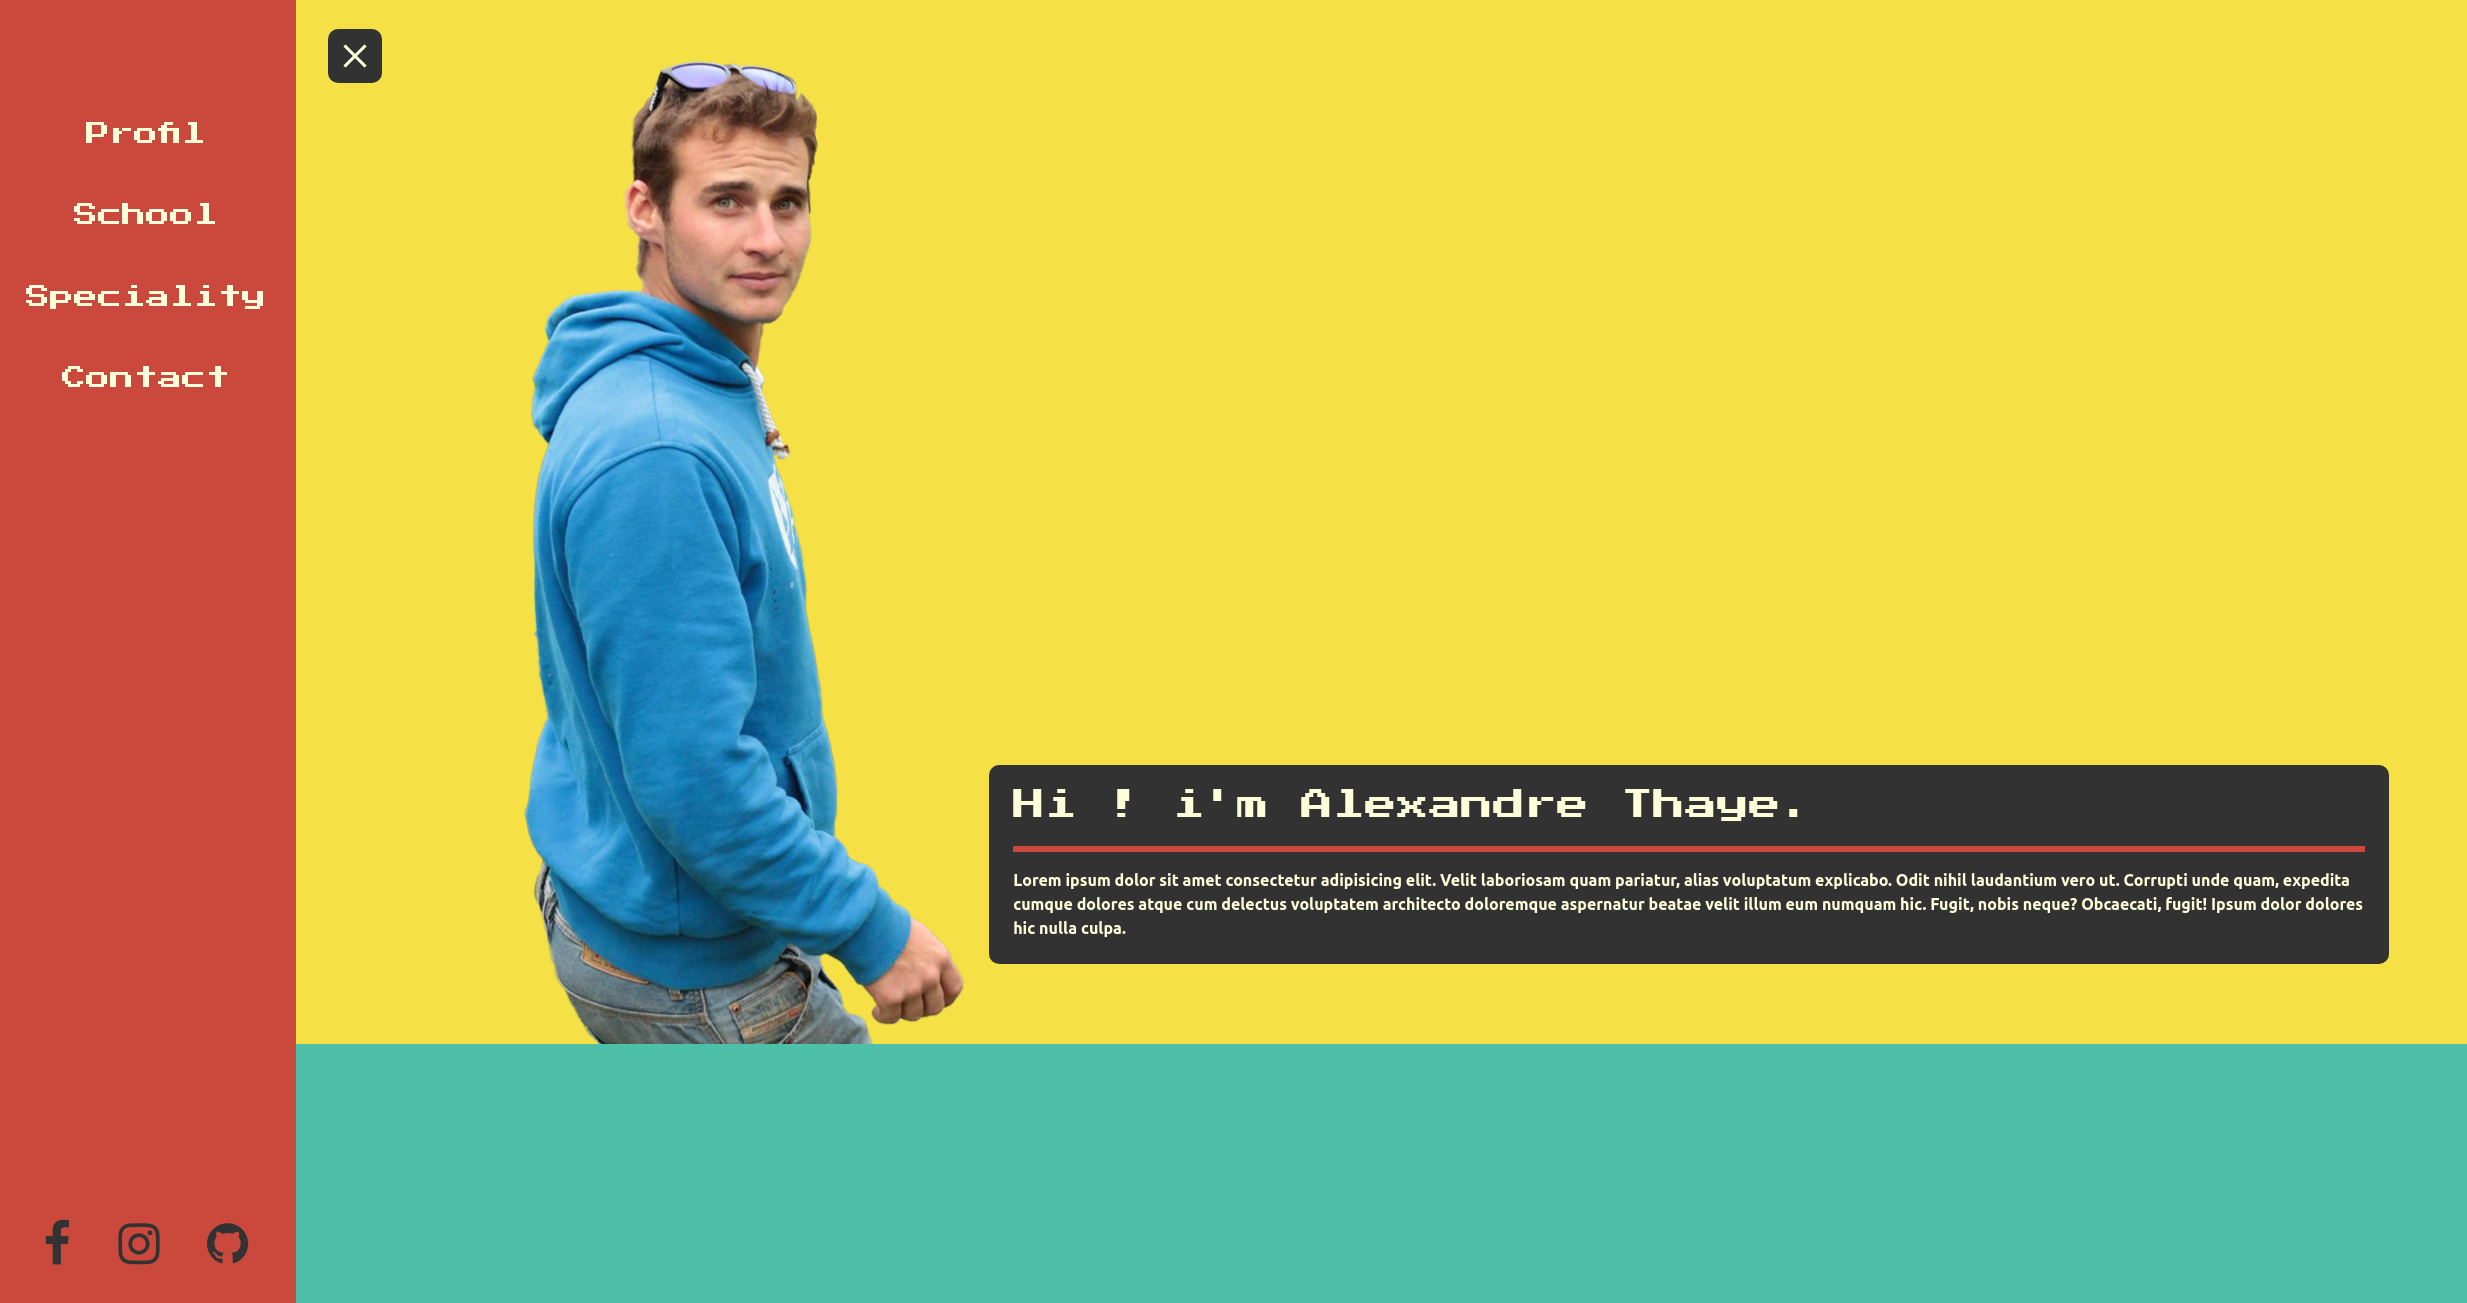 Profil
School
Speciality
Contact
Hi ! i'm Alexandre Thaye.
Lorem ipsum dolor sit amet consectetur adipisicing elit. Velit laboriosam quam pariatur, alias voluptatum explicabo. Odit nihil laudantium vero ut. Corrupti unde quam, expedita
cumque dolores atque cum delectus voluptatem architecto doloremque aspernatur beatae velit illum eum numquam hic. Fugit, nobis neque? Obcaecati, fugit! Ipsum dolor dolores
hic nulla culpa.